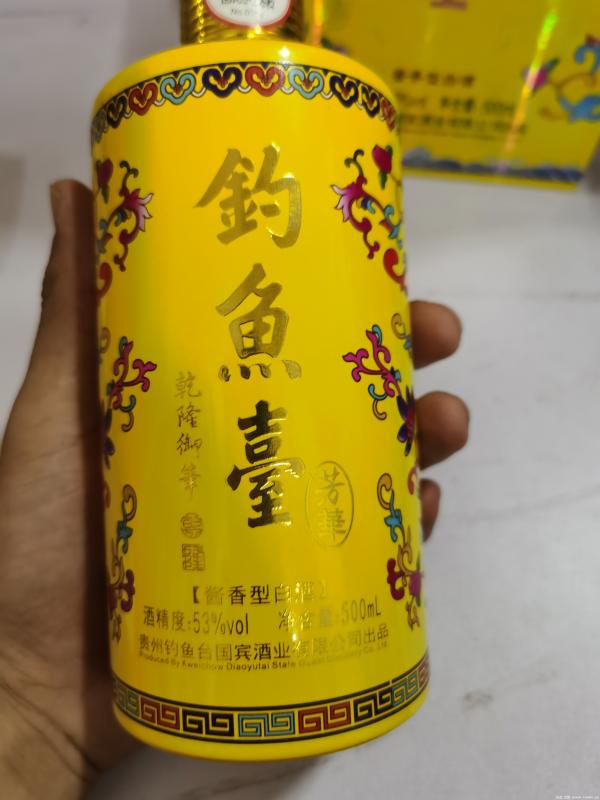 釣魚臺
乾隆御筆
芳華
【酱香型白酒】
酒精度:53%vol 净含量:500mL
贵州钓鱼台国宾酒业有限公司出品
Produced By Kweichow Diaoyutai State Guest Distillery Co.,Ltd.